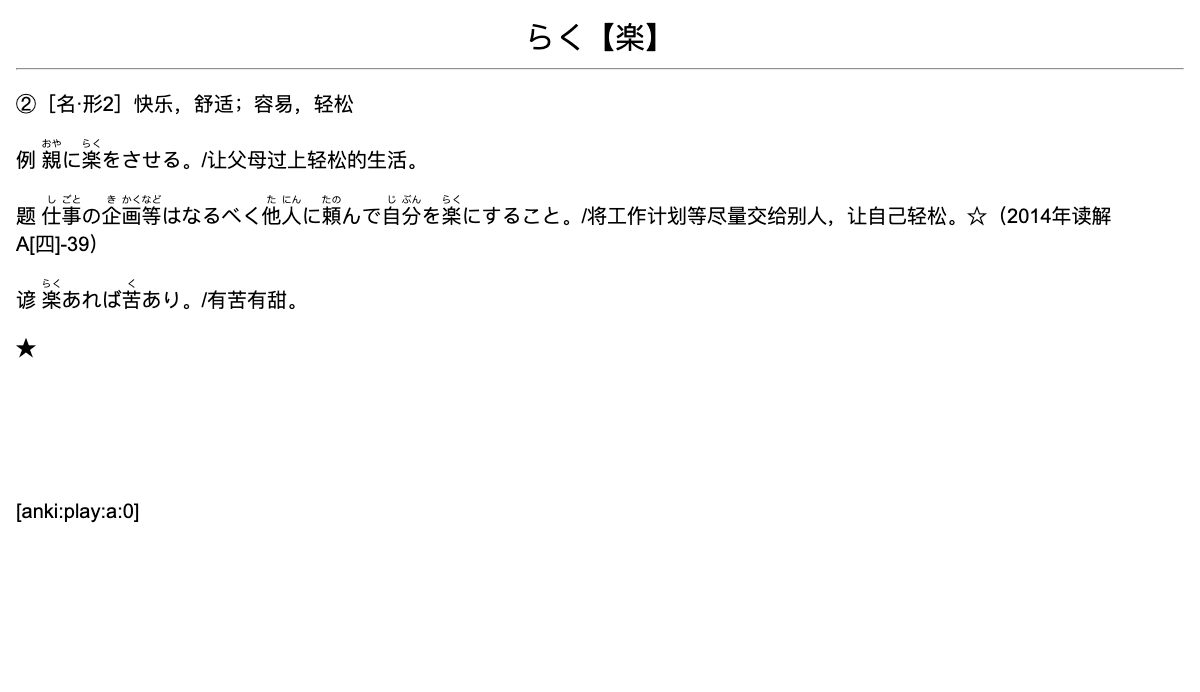 らく【楽】
②［名·形2］快乐，舒适；容易，轻松
おや らく
例 親に楽をさせる。/让父母过上轻松的生活。
し ごと き かくなど た にん たの じ ぶん らく
题 仕事の企画等はなるべく他人に頼んで自分を楽にすること。/将工作计划等尽量交给别人，让自己轻松。☆（2014年读解
A[四]-39）
らく く
谚 楽あれば苦あり。/有苦有甜。
★
[anki:play:a:0]